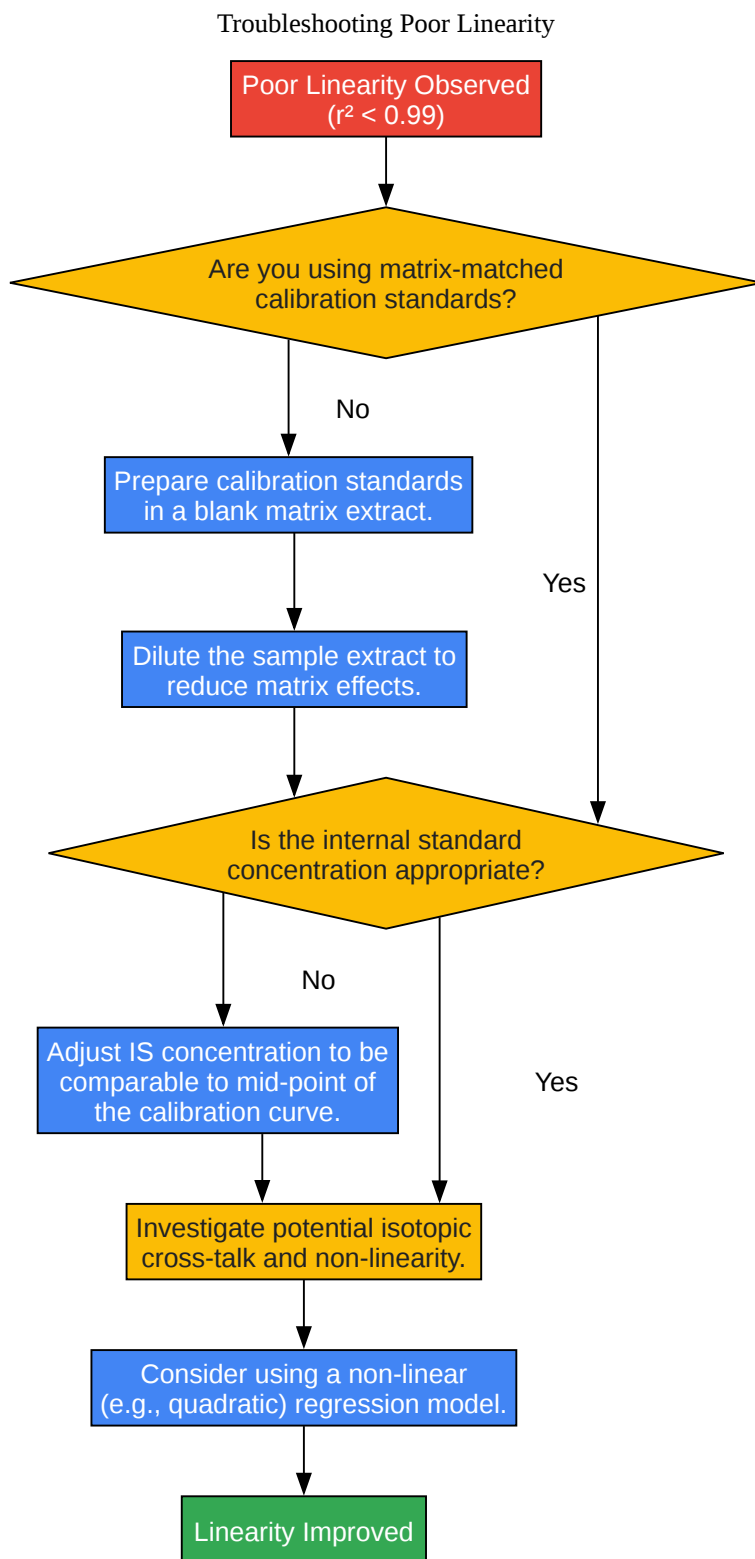 Troubleshooting Poor Linearity
Poor Linearity Observed
(r² < 0.99)
Are you using matrix-matched
calibration standards?
No
Prepare calibration standards
in a blank matrix extract.
Yes
Dilute the sample extract to
reduce matrix effects.
Is the internal standard
concentration appropriate?
No
Adjust IS concentration to be
comparable to mid-point of
the calibration curve.
Yes
Investigate potential isotopic
cross-talk and non-linearity.
Consider using a non-linear
(e.g., quadratic) regression model.
Linearity Improved